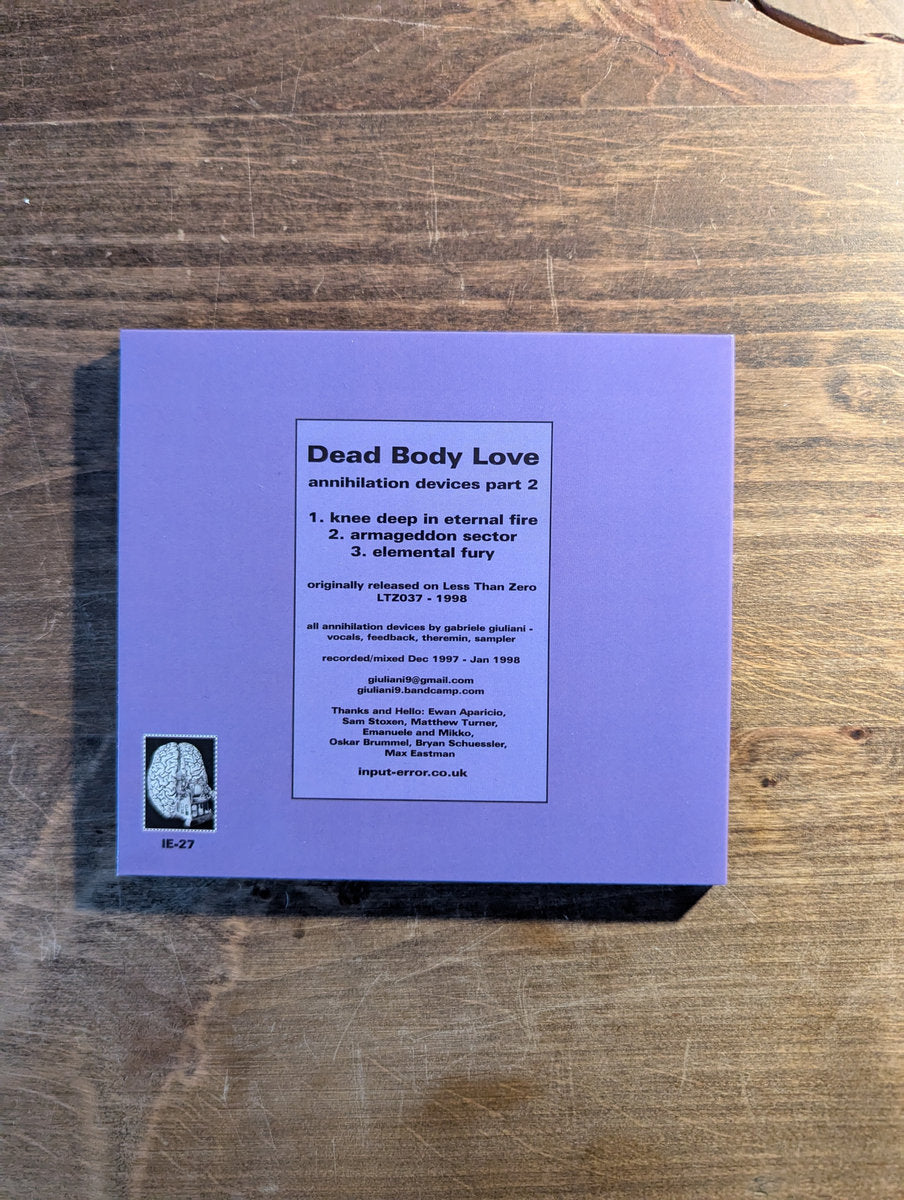 Dead Body Love
annihilation devices part 2
1. knee deep in eternal fire
2. armageddon sector
3. elemental fury
originally released on Less Than Zero
LTZ037 - 1998
all annihilation devices by gabriele giuliani -
vocals, feedback, theremin, sampler
recorded/mixed Dec 1997 - Jan 1998
giuliani9@gmail.com
giuliani9.bandcamp.com
Thanks and Hello: Ewan Aparicio,
Sam Stoxen, Matthew Turner,
Emanuele and Mikko,
Oskar Brummel, Bryan Schuessler,
Max Eastman
input-error.co.uk
IE-27